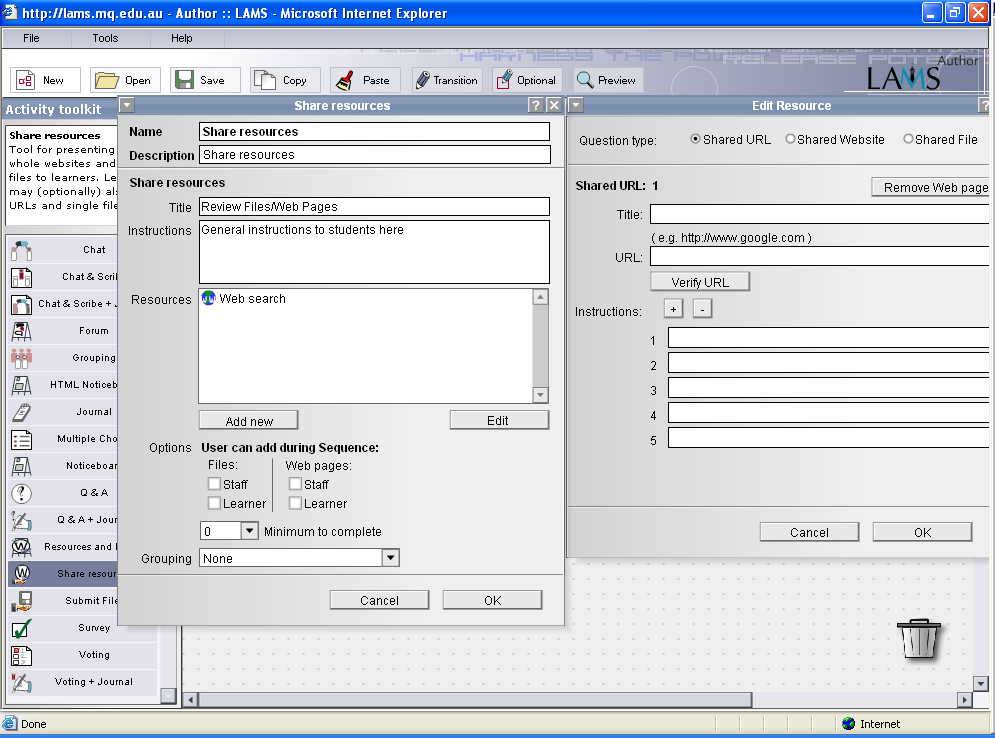 http://lams.mq.edu.au - Author :: LAMS - Microsoft Internet Explorer
File Tools Help
HARNESS THE POWER RELEASE POTE
New Open Save Copy Paste Transition Optional Preview
LAMS Author
Activity toolkit
Share resources
Tool for presenting
whole websites and
files to learners. Le
may (optionally) al
URLs and single file
Chat
Chat & Scri
Chat & Scribe + J
Forum
Grouping
HTML Noticeb
Journal
Multiple Cho
Noticeboar
Q & A
Q & A + Jour
Resources and
Share resour
Submit File
Survey
Voting
Voting + Journal
Share resources ? X
Name Share resources
Description Share resources
Share resources
Title Review Files/Web Pages
Instructions General instructions to students here
Resources Web search
Add new Edit
Options User can add during Sequence:
Files: Web pages:
Staff Staff
Learner Learner
0 Minimum to complete
Grouping None
Cancel OK
Edit Resource ?
Question type: Shared URL Shared Website Shared File
Shared URL: 1 Remove Web page
Title:
( e.g. http://www.google.com )
URL:
Verify URL
Instructions: + -
1
2
3
4
5
Cancel OK
Done Internet